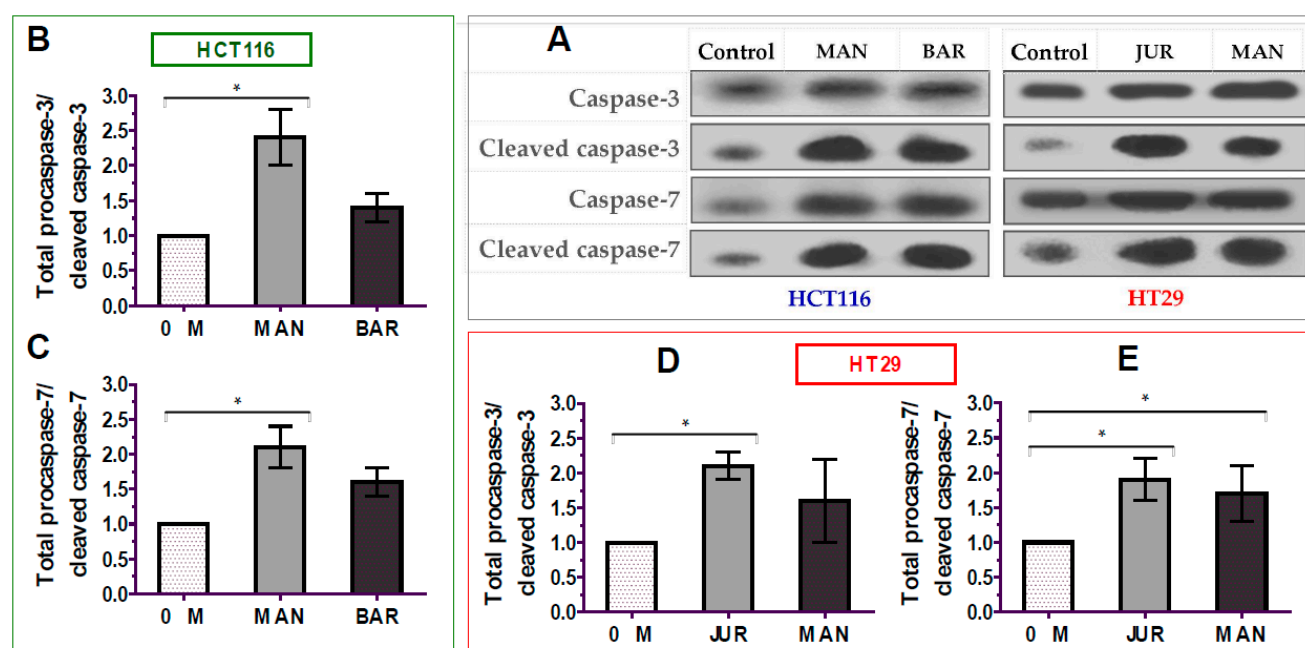 B
HCT116
Total procaspase-3/
cleaved caspase-3
3.0
2.5
2.0
1.5
1.0
0.5
0.0
*
0 M MAN BAR
C
Total procaspase-7/
cleaved caspase-7
3.0
2.5
2.0
1.5
1.0
0.5
0.0
*
0 M MAN BAR
A
Control MAN BAR Control JUR MAN
Caspase-3
Cleaved caspase-3
Caspase-7
Cleaved caspase-7
HCT116 HT29
D HT29 E
Total procaspase-3/
cleaved caspase-3
3.0
2.5
2.0
1.5
1.0
0.5
0.0
*
0 M JUR MAN
Total procaspase-7/
cleaved caspase-7
3.0
2.5
2.0
1.5
1.0
0.5
0.0
*
*
0 M JUR MAN